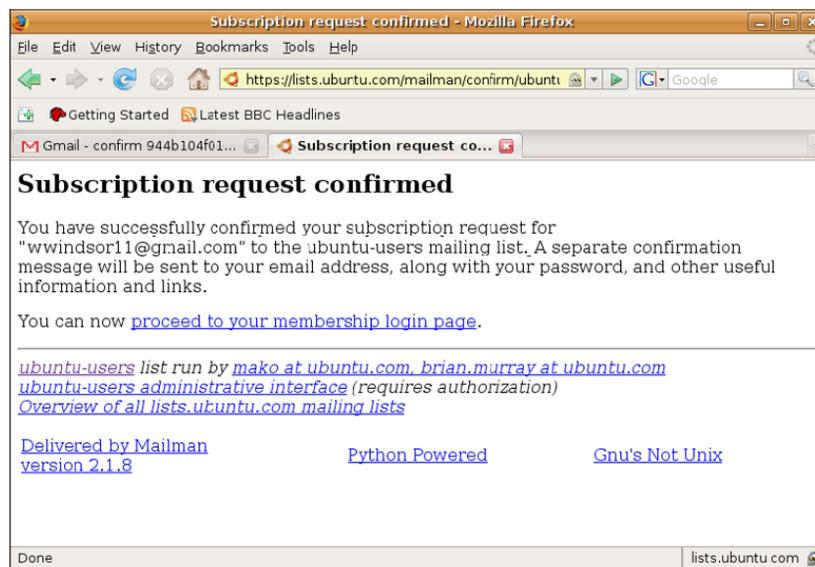 Subscription request confirmed - Mozilla Firefox
File Edit View History Bookmarks Tools Help
https://lists.ubuntu.com/mailman/confirm/ubuntu
G Google
Getting Started Latest BBC Headlines
Gmail - confirm 944b104f01... Subscription request co...
Subscription request confirmed
You have successfully confirmed your subscription request for
"wwindsor11@gmail.com" to the ubuntu-users mailing list. A separate confirmation
message will be sent to your email address, along with your password, and other useful
information and links.
You can now proceed to your membership login page.
ubuntu-users list run by mako at ubuntu.com, brian.murray at ubuntu.com
ubuntu-users administrative interface (requires authorization)
Overview of all lists.ubuntu.com mailing lists
Delivered by Mailman
version 2.1.8
Python Powered
Gnu's Not Unix
Done
lists.ubuntu.com